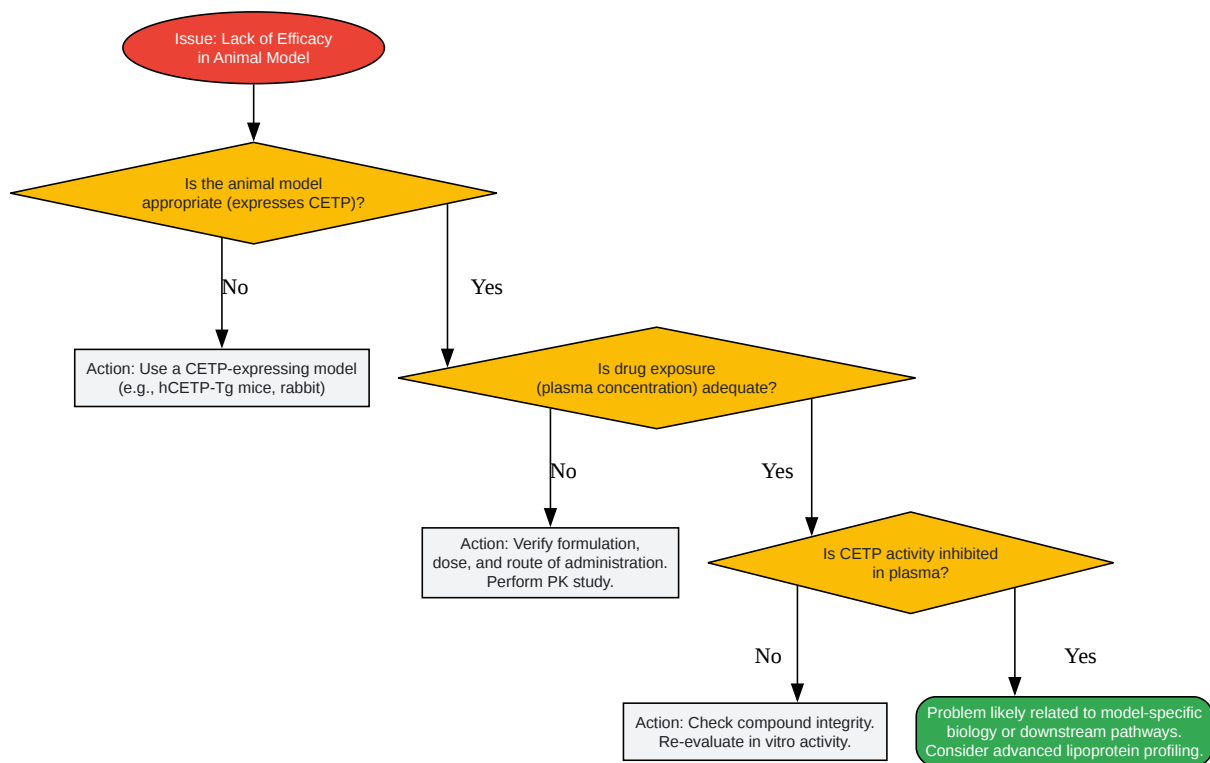 Issue: Lack of Efficacy
in Animal Model
Is the animal model
appropriate (expresses CETP)?
No
Yes
Action: Use a CETP-expressing model
(e.g., hCETP-Tg mice, rabbit)
Is drug exposure
(plasma concentration) adequate?
No
Yes
Action: Verify formulation,
dose, and route of administration.
Perform PK study.
Is CETP activity inhibited
in plasma?
No
Yes
Action: Check compound integrity.
Re-evaluate in vitro activity.
Problem likely related to model-specific
biology or downstream pathways.
Consider advanced lipoprotein profiling.